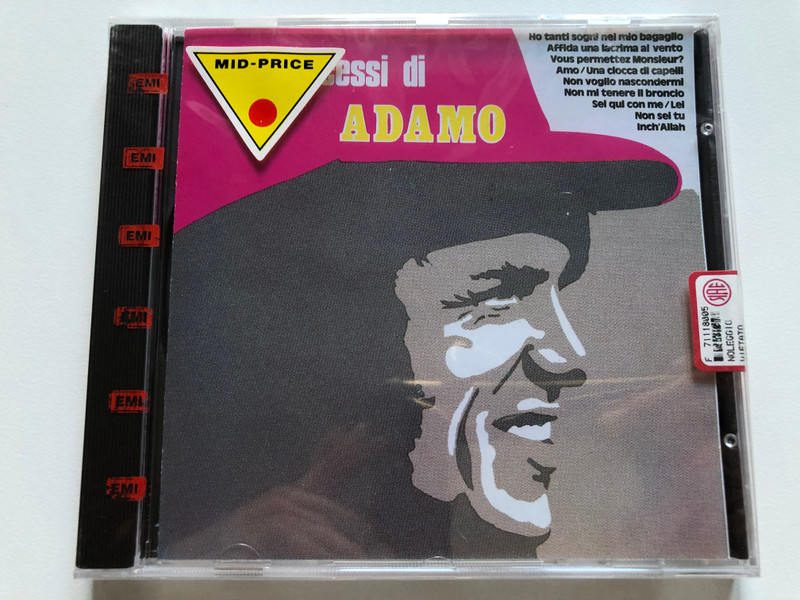 MID-PRICE
essi di
ADAMO
Ho tanti sogni nel mio bagaglio
Affida una lacrima al vento
Vous permettez Monsieur?
Amo/Una ciocca di capelli
Non voglio nascondermi
Non mi tenere il broncio
Sei qui con me/Lei
Non sei tu
Inch'Allah
EMI
EMI
EMI
EMI
EMI
EMI
F 71118005
NOLEGGIO
VIETATO